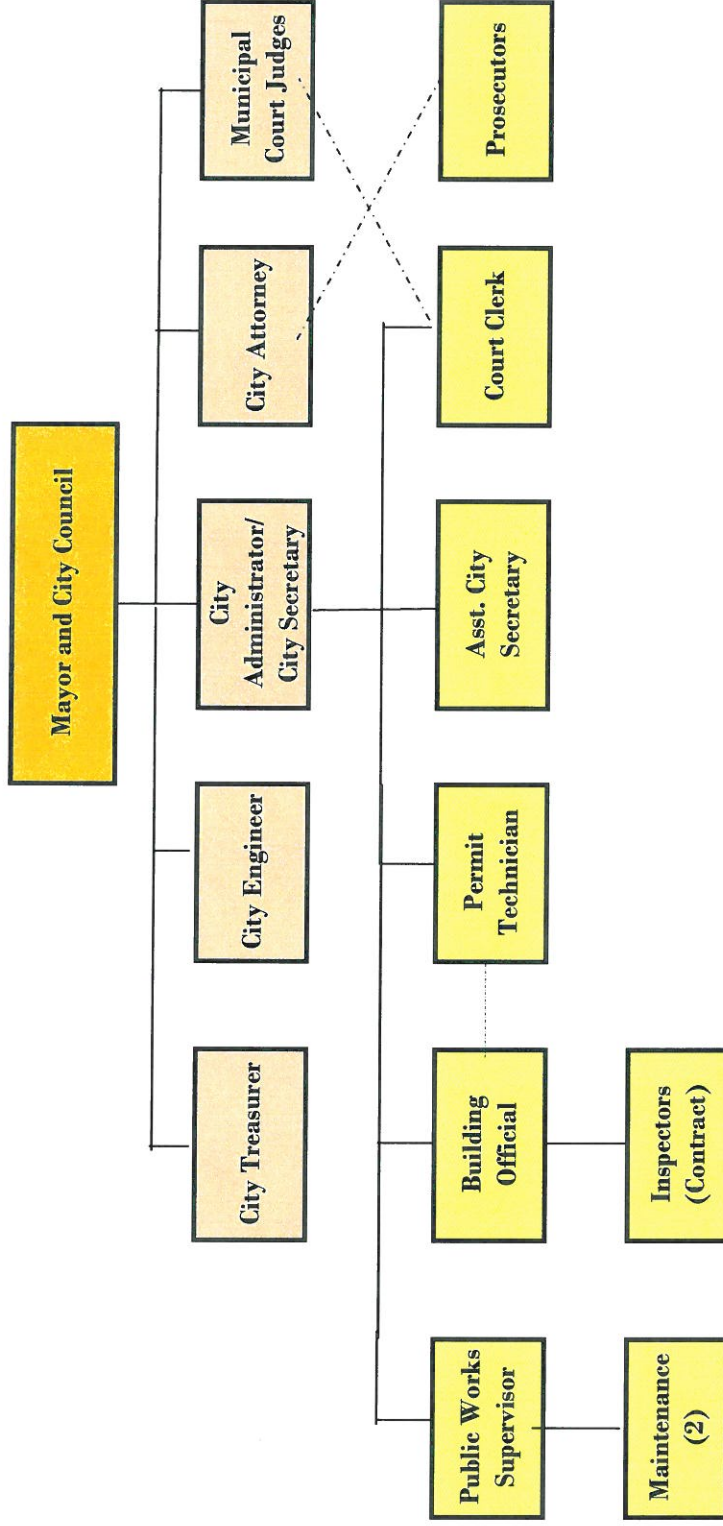 Mayor and City Council
City Treasurer
City Engineer
City
Administrator/
City Secretary
City Attorney
Municipal
Court Judges
Public Works
Supervisor
Building
Official
Permit
Technician
Asst. City
Secretary
Court Clerk
Prosecutors
Maintenance
(2)
Inspectors
(Contract)